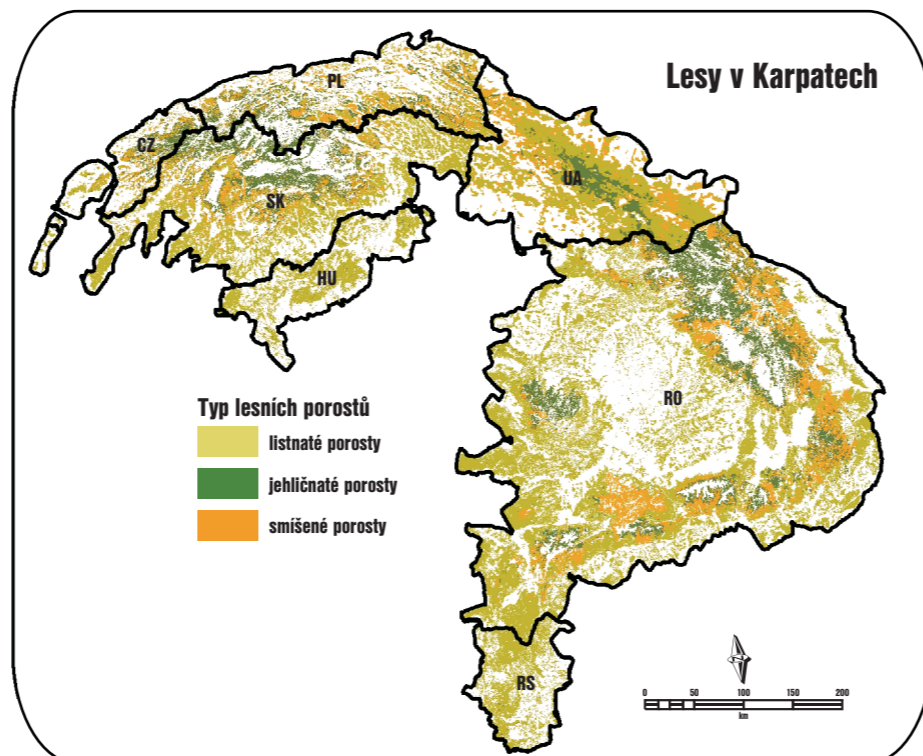 Lesy v Karpatech
PL
CZ
SK
UA
HU
RO
RS
Typ lesních porostů
listnaté porosty
jehličnaté porosty
smíšené porosty
0 50 100 150 200
km